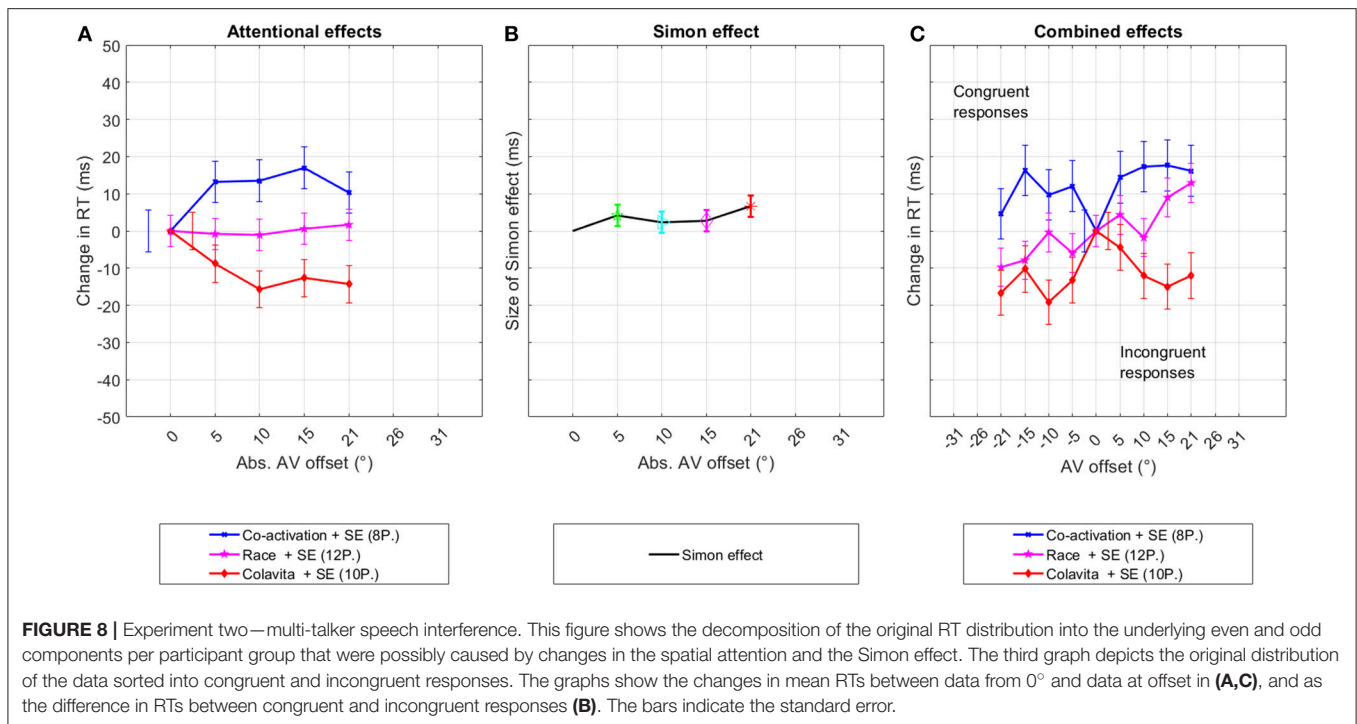 A Attentional effects
50
40
30
20
10
0
-10
-20
-30
-40
-50
Change in RT (ms)
0 5 10 15 21 26 31
Abs. AV offset (°)
Co-activation + SE (8P.)
Race + SE (12P.)
Colavita + SE (10P.)
B Simon effect
Size of Simon effect (ms)
0 5 10 15 21 26 31
Abs. AV offset (°)
Simon effect
C Combined effects
Congruent
responses
Incongruent
responses
Change in RT (ms)
-31 -26 -21 -15 -10 -5 0 5 10 15 21 26 31
AV offset (°)
Co-activation + SE (8P.)
Race + SE (12P.)
Colavita + SE (10P.)
FIGURE 8 | Experiment two—multi-talker speech interference. This figure shows the decomposition of the original RT distribution into the underlying even and odd
components per participant group that were possibly caused by changes in the spatial attention and the Simon effect. The third graph depicts the original distribution
of the data sorted into congruent and incongruent responses. The graphs show the changes in mean RTs between data from 0° and data at offset in (A,C), and as
the difference in RTs between congruent and incongruent responses (B). The bars indicate the standard error.